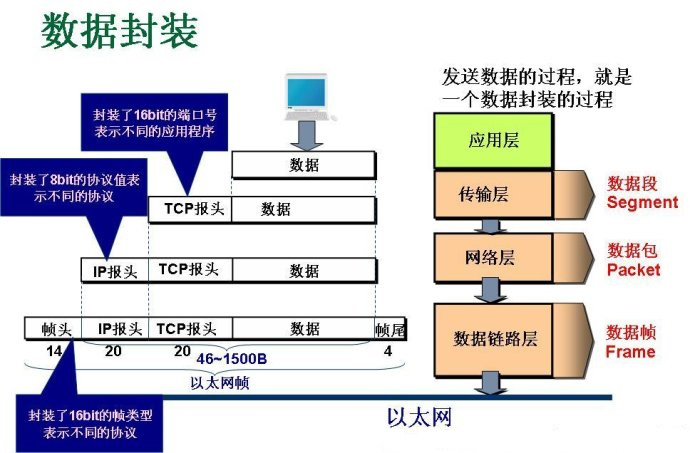 数据封装
发送数据的过程，就是
一个数据封装的过程
封装了16bit的端口号
表示不同的应用程序
应用层
数据
封装了8bit的协议值表
示不同的协议
传输层
数据段
Segment
TCP报头 数据
网络层
数据包
Packet
IP报头 TCP报头 数据
帧头 IP报头 TCP报头 数据 帧尾
数据链路层
数据帧
Frame
14 20 20 46~1500B 4
以太网帧
封装了16bit的帧类型
表示不同的协议
以太网